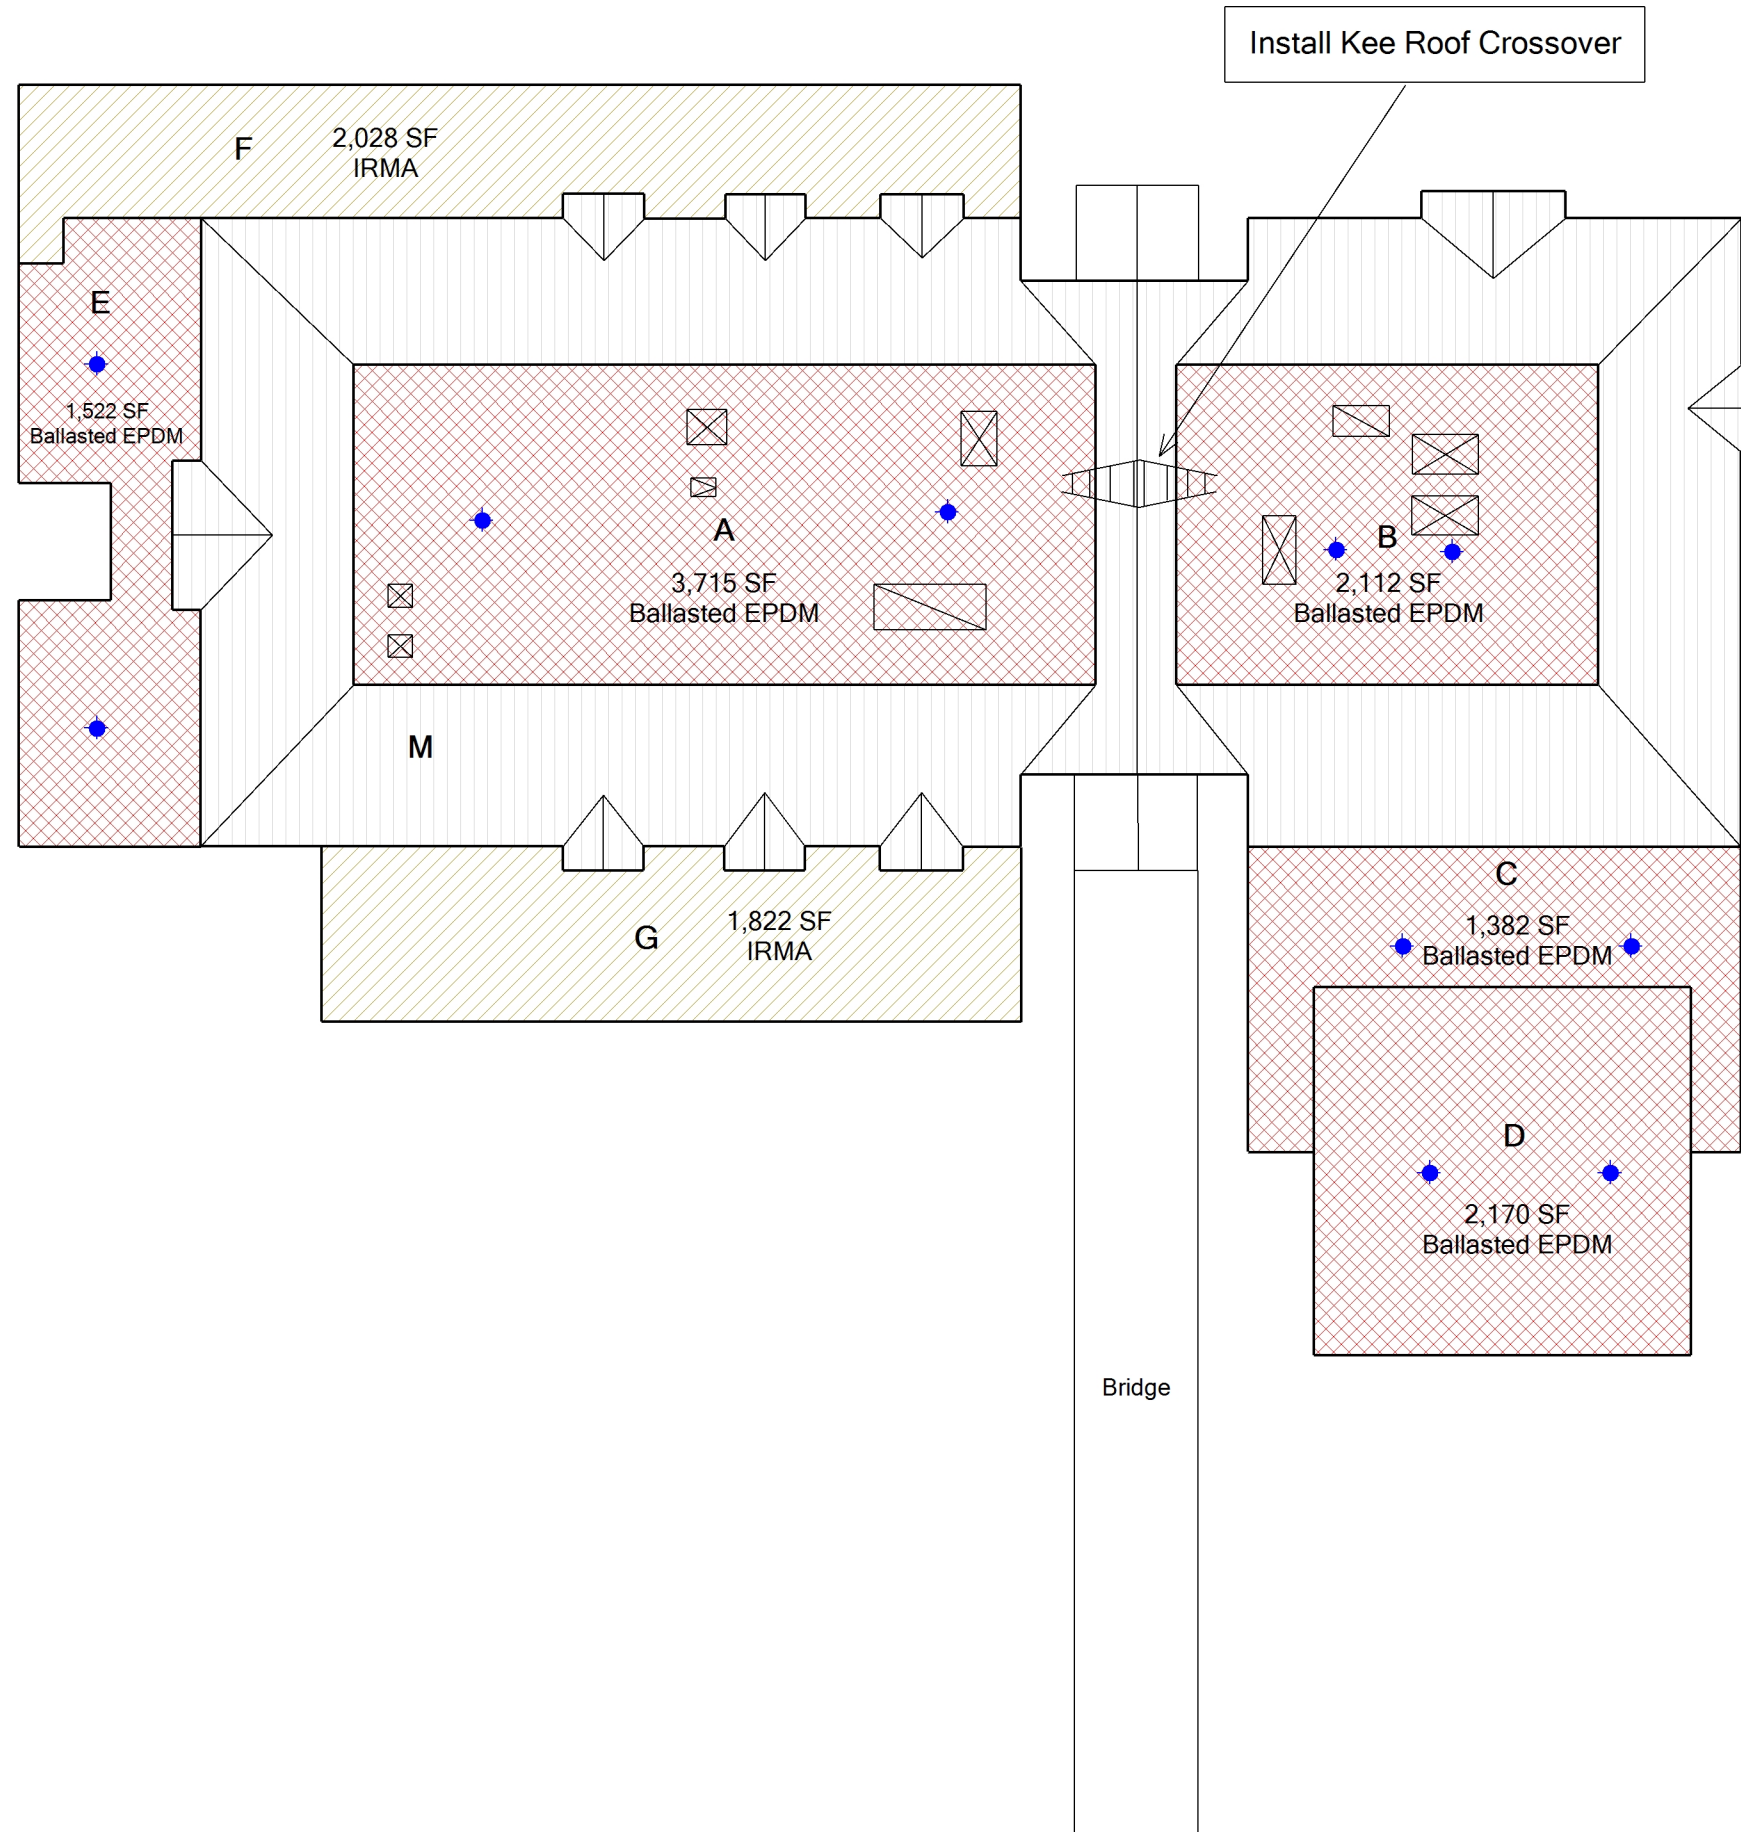 Install Kee Roof Crossover
F
2,028 SF
IRMA
E
1,522 SF
Ballasted EPDM
A
3,715 SF
Ballasted EPDM
B
2,112 SF
Ballasted EPDM
M
G
1,822 SF
IRMA
C
1,382 SF
Ballasted EPDM
D
2,170 SF
Ballasted EPDM
Bridge